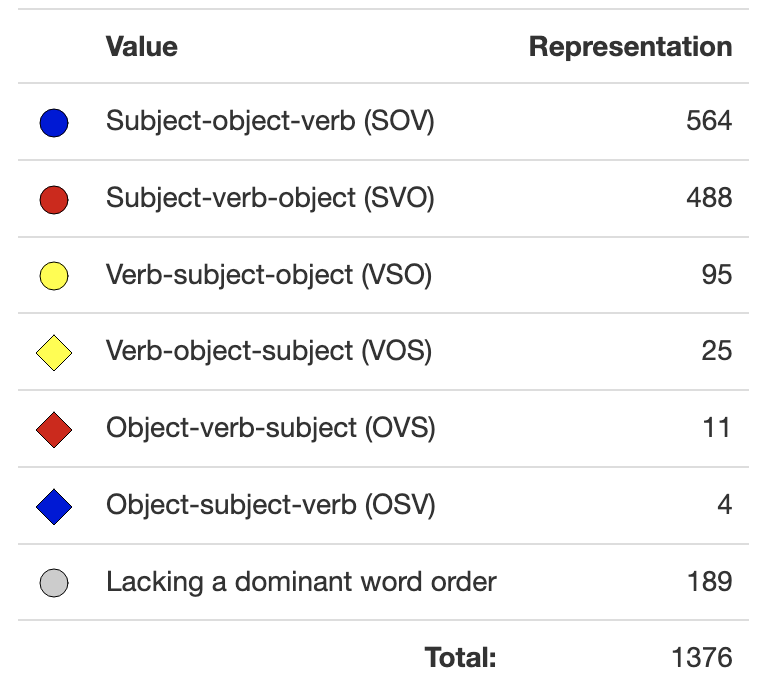 Value Representation
Subject-object-verb (SOV) 564
Subject-verb-object (SVO) 488
Verb-subject-object (VSO) 95
Verb-object-subject (VOS) 25
Object-verb-subject (OVS) 11
Object-subject-verb (OSV) 4
Lacking a dominant word order 189
Total: 1376